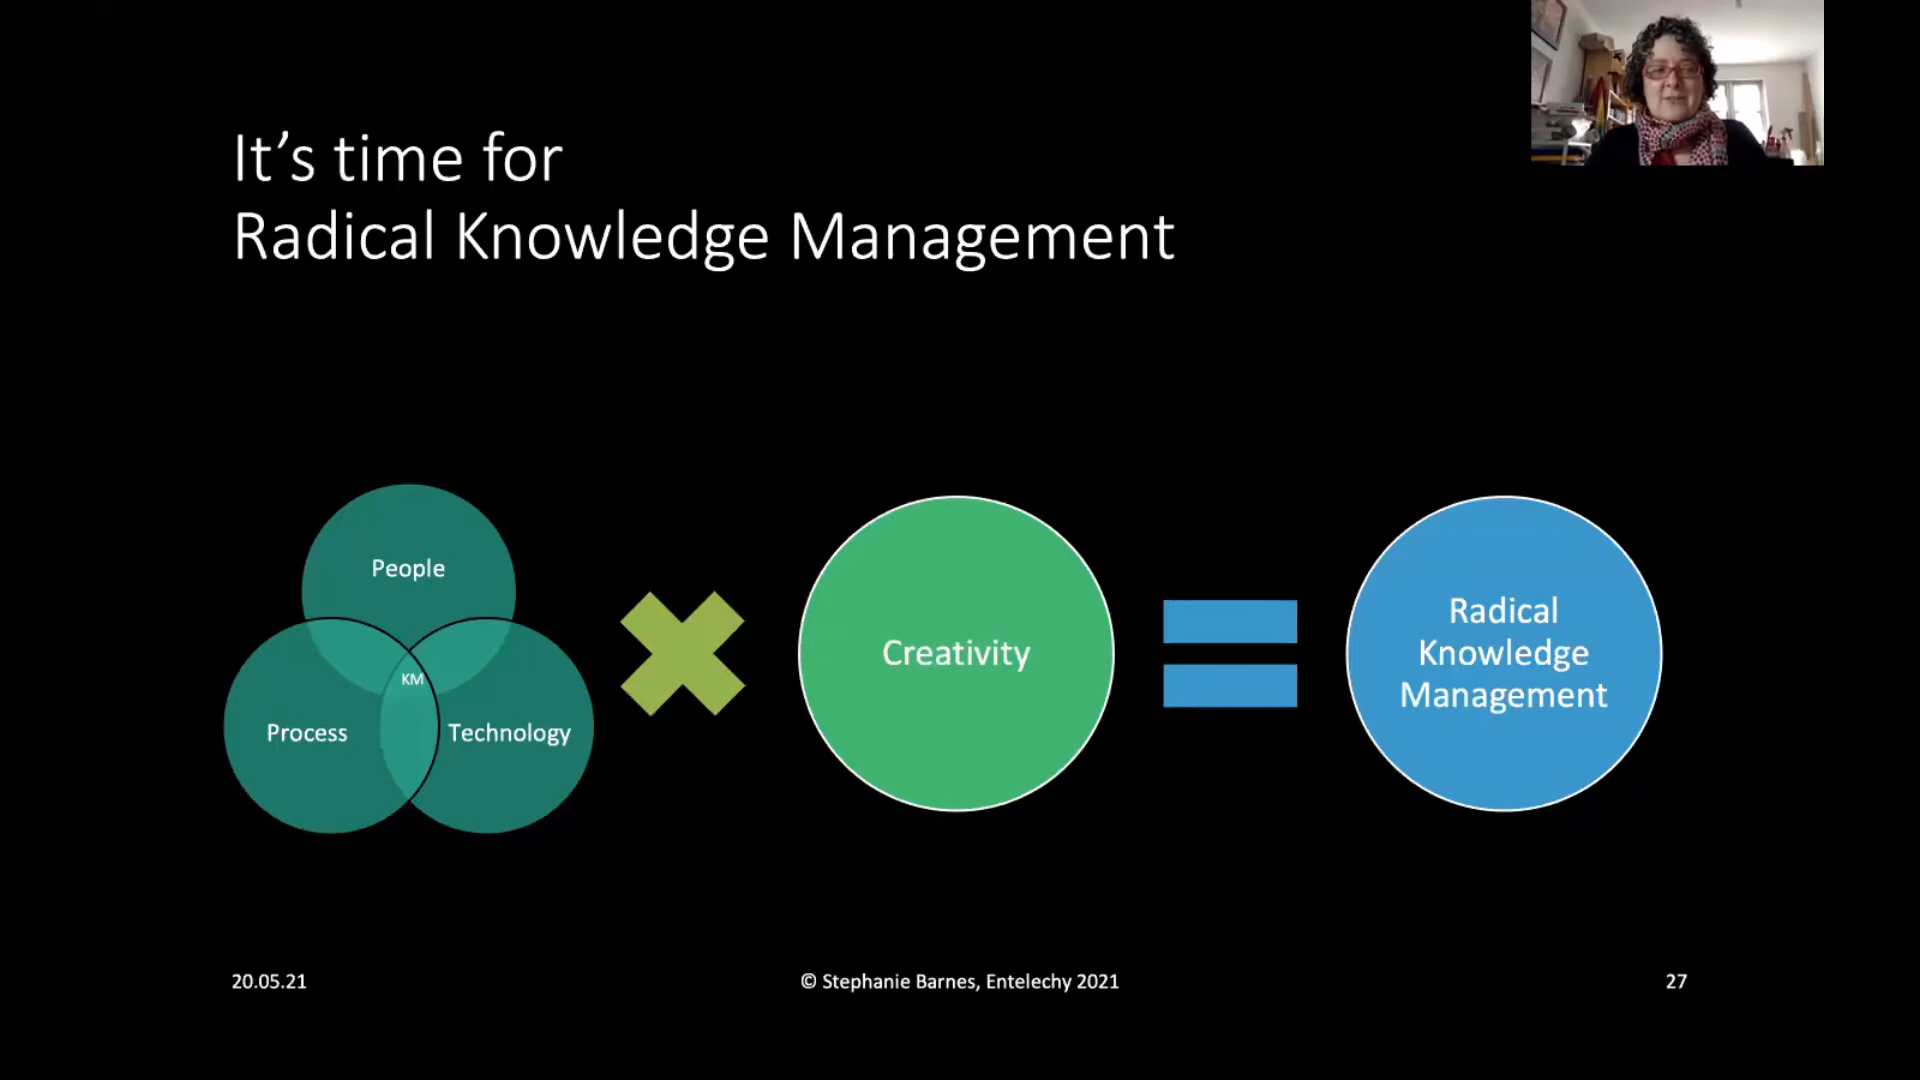 It’s time for
Radical Knowledge Management
People
KM
Process
Technology
Creativity
Radical
Knowledge
Management
20.05.21
© Stephanie Barnes, Entelechy 2021
27